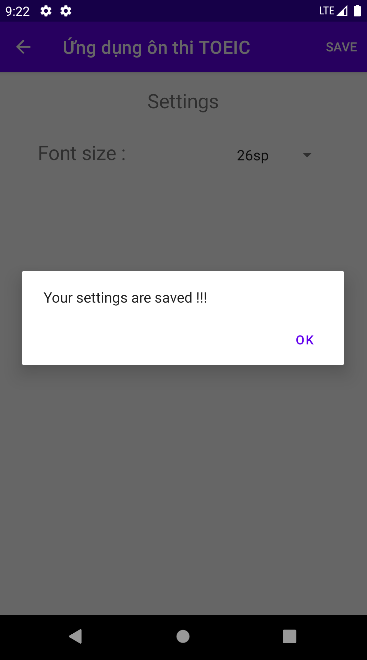 9:22 LTE
Ứng dụng ôn thi TOEIC SAVE
Settings
Font size : 26sp
Your settings are saved !!!
OK